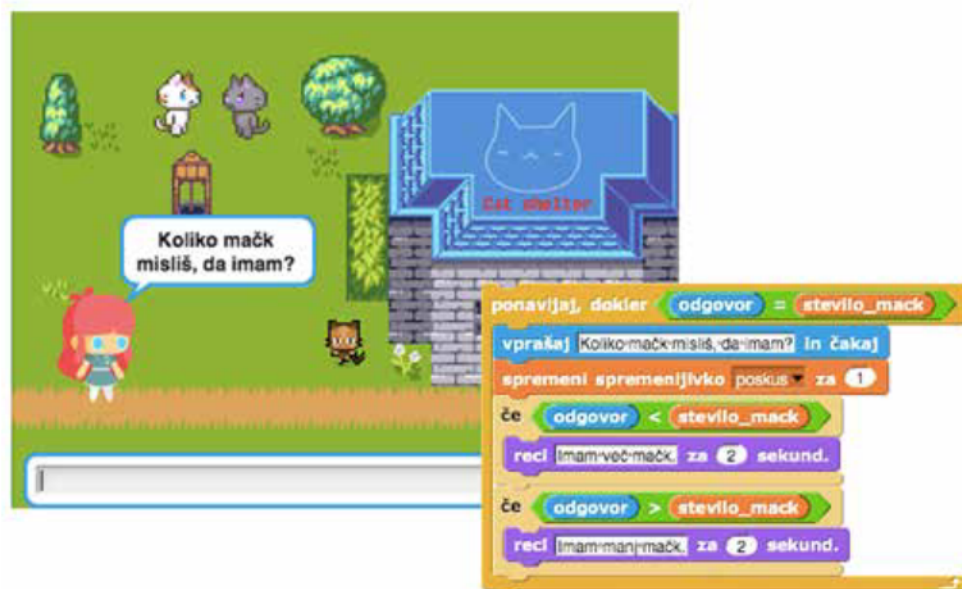 Cat shelter
Koliko mačk
misliš, da imam?
ponavljaj, dokler odgovor = stevilo_mack
vprašaj Koliko mačk misliš, da imam? in čakaj
spremeni spremenljivko poskus za 1
če odgovor < stevilo_mack
reci Imam več mačk. za 2 sekund.
če odgovor > stevilo_mack
reci Imam manj mačk. za 2 sekund.